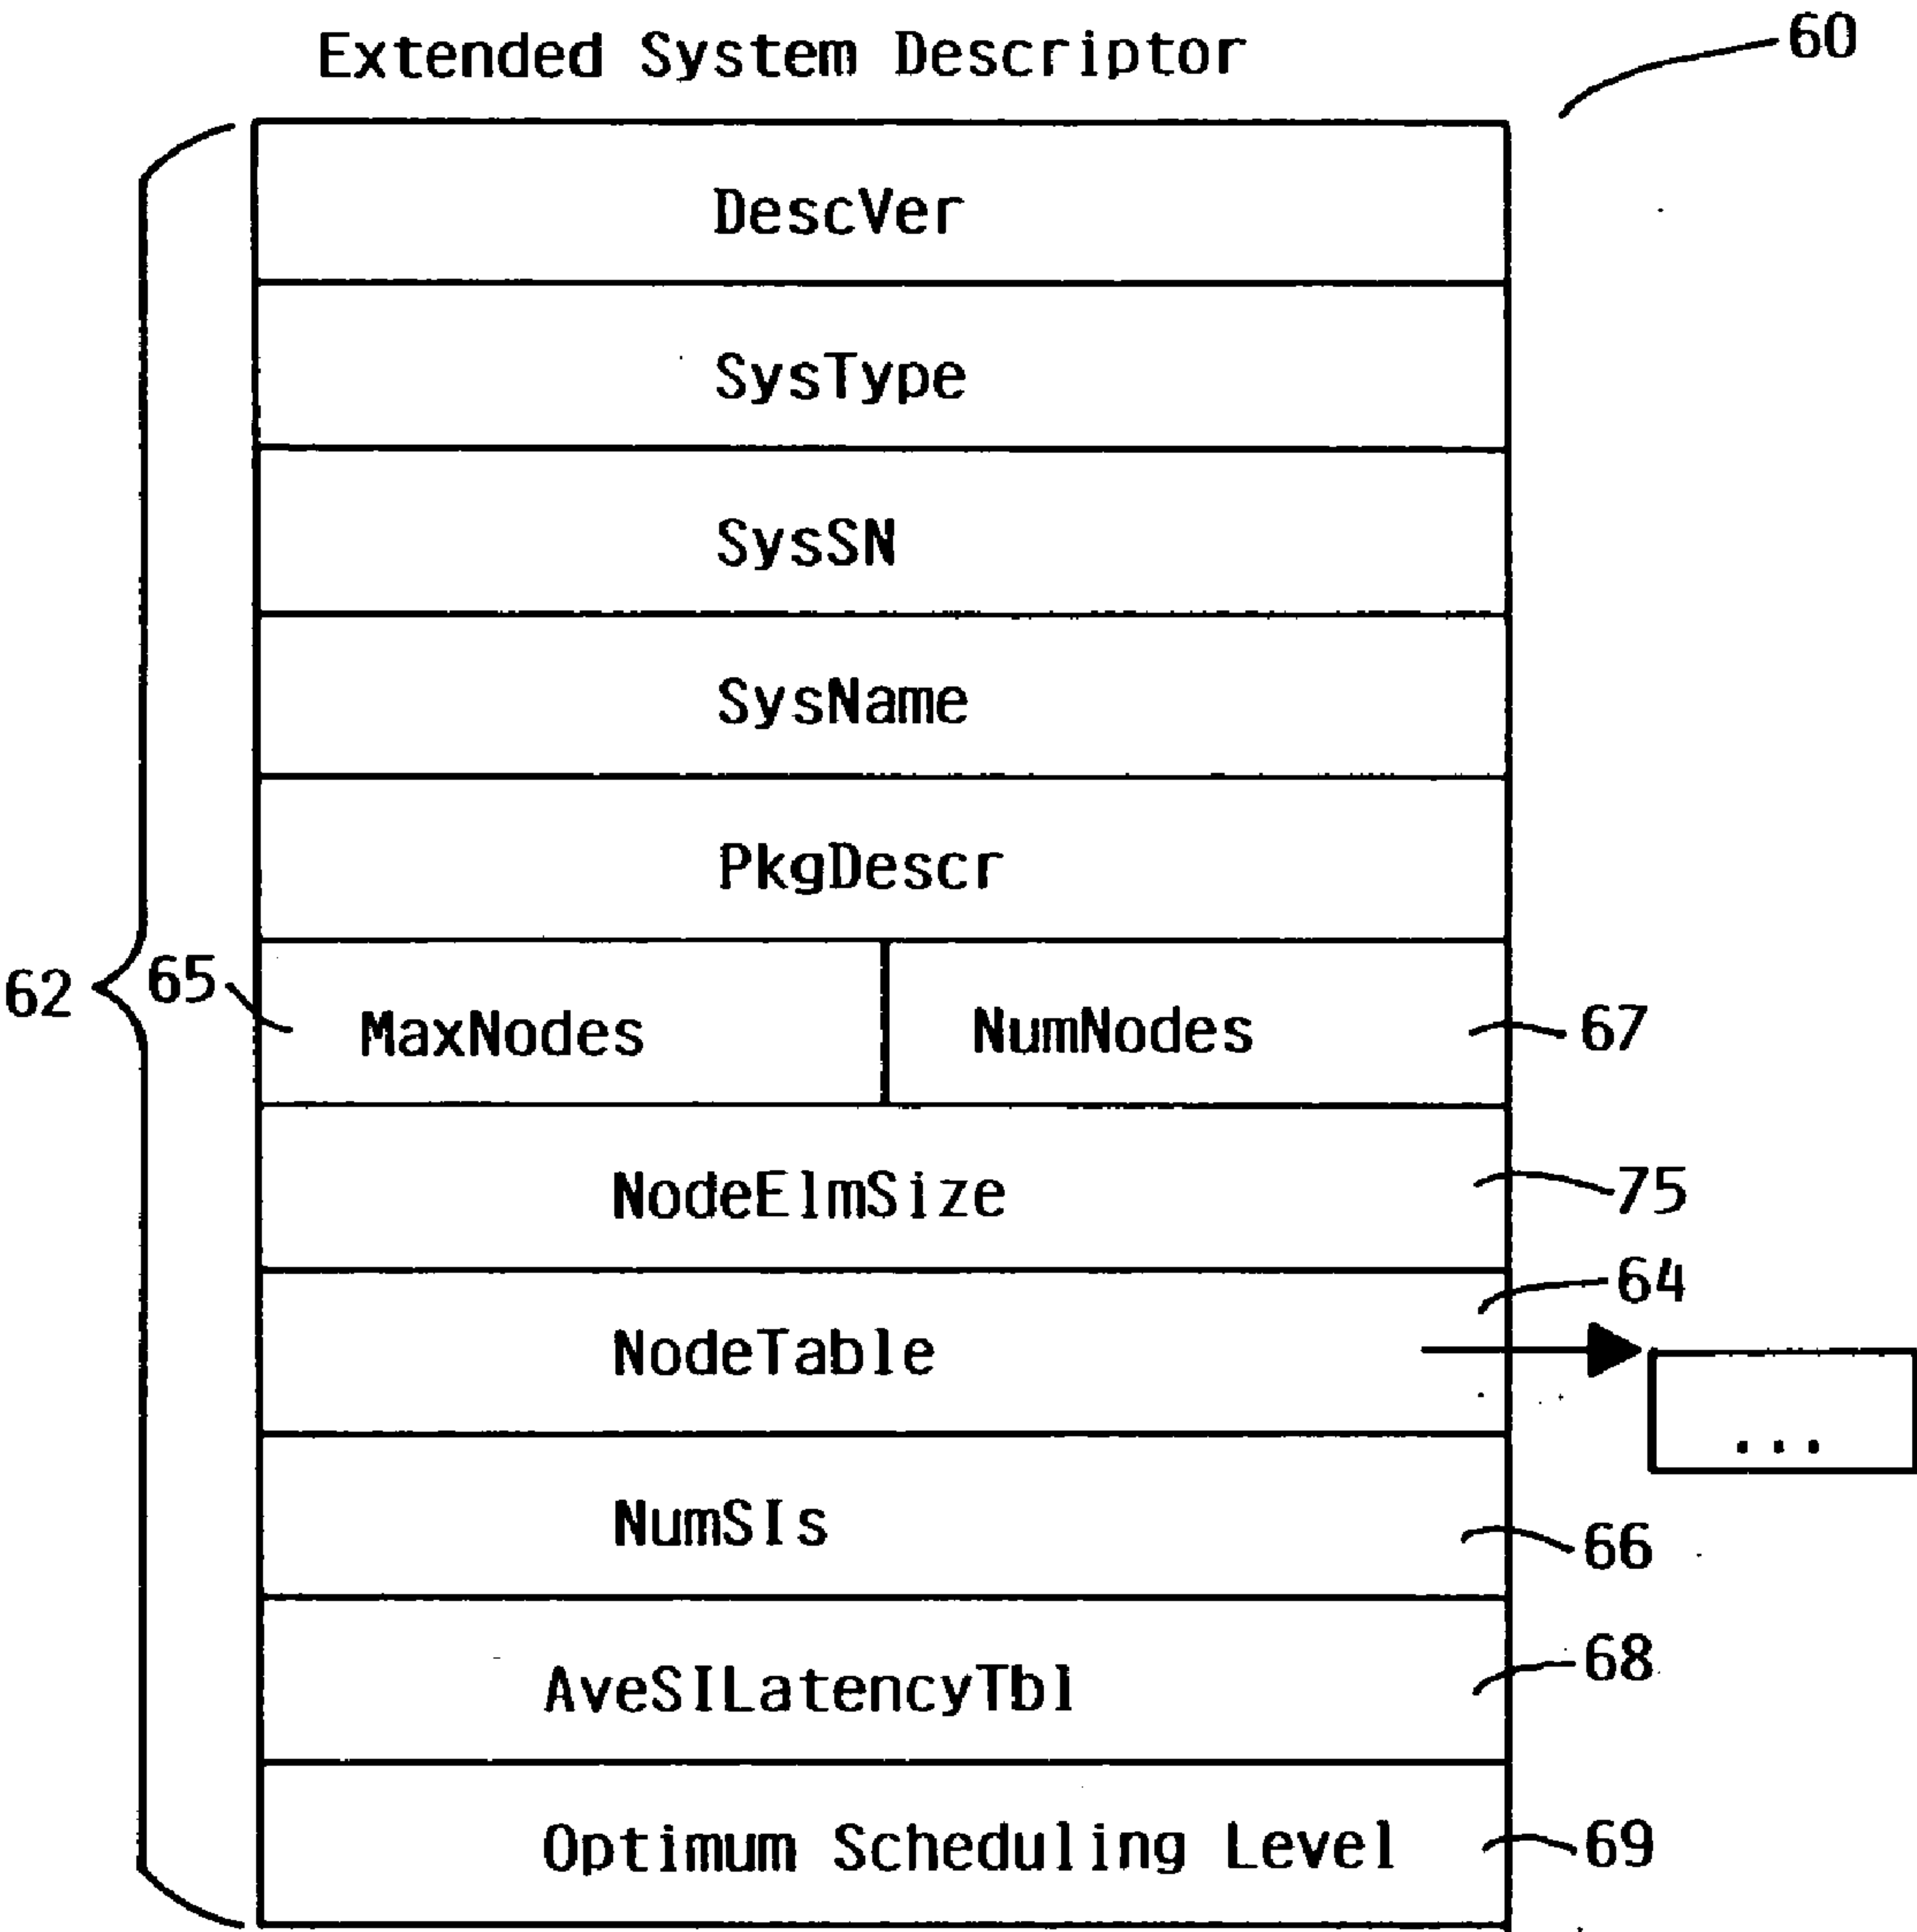 Extended System Descriptor
60
DescVer
SysType
SysSN
SysName
PkgDescr
62
65
MaxNodes
NumNodes
67
NodeElmSize
75
64
NodeTable
...
NumSIs
66
AveSILatencyTbl
68
Optimum Scheduling Level
69